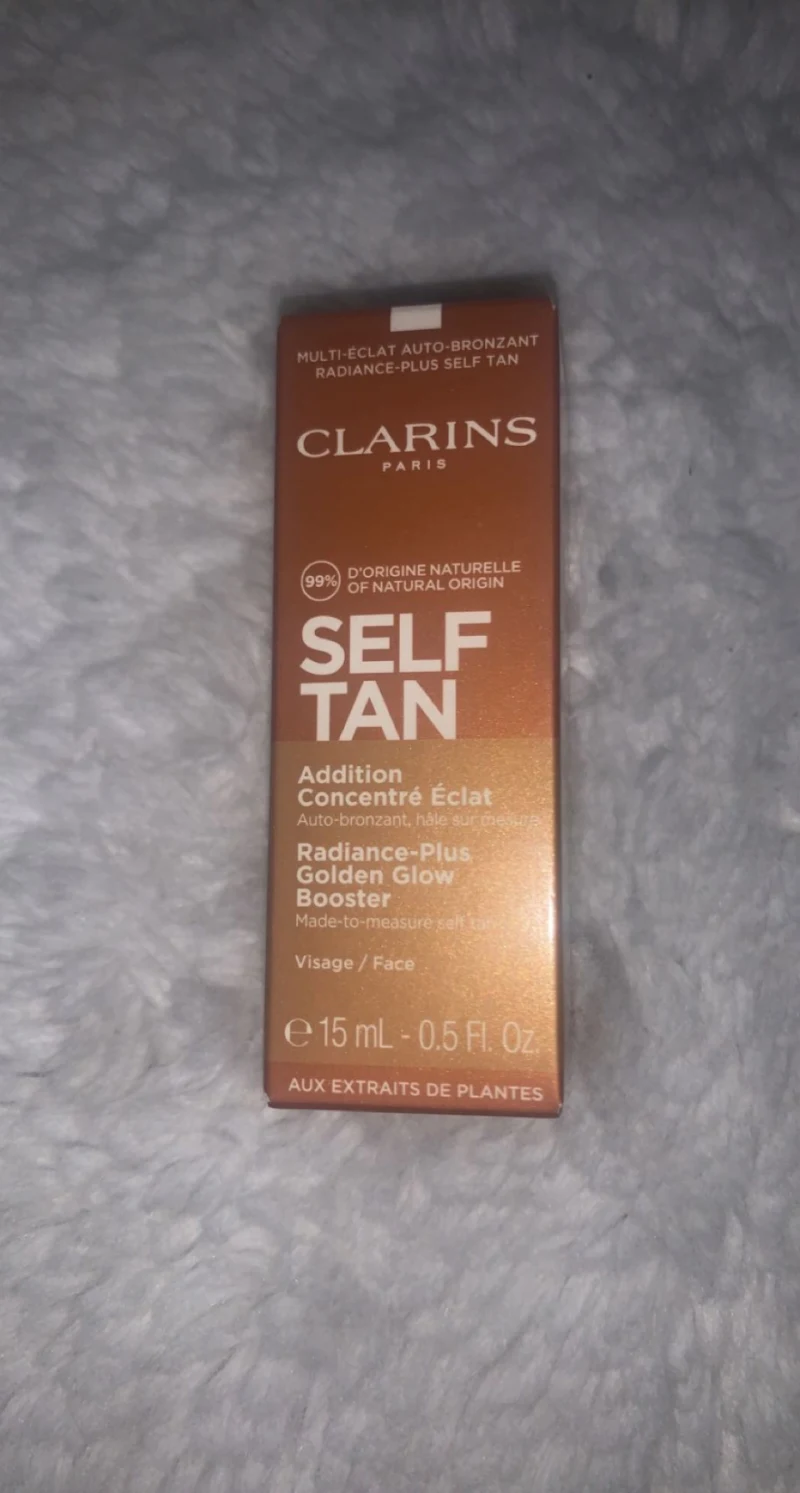 MULTI-ÉCLAT AUTO-BRONZANT
RADIANCE-PLUS SELF TAN
CLARINS
PARIS
99% D'ORIGINE NATURELLE
OF NATURAL ORIGIN
SELF
TAN
Addition
Concentré Éclat
Auto-bronzant, hâle sur mesure
Radiance-Plus
Golden Glow
Booster
Made-to-measure self tan
Visage / Face
℮ 15 mL - 0.5 Fl. Oz.
AUX EXTRAITS DE PLANTES